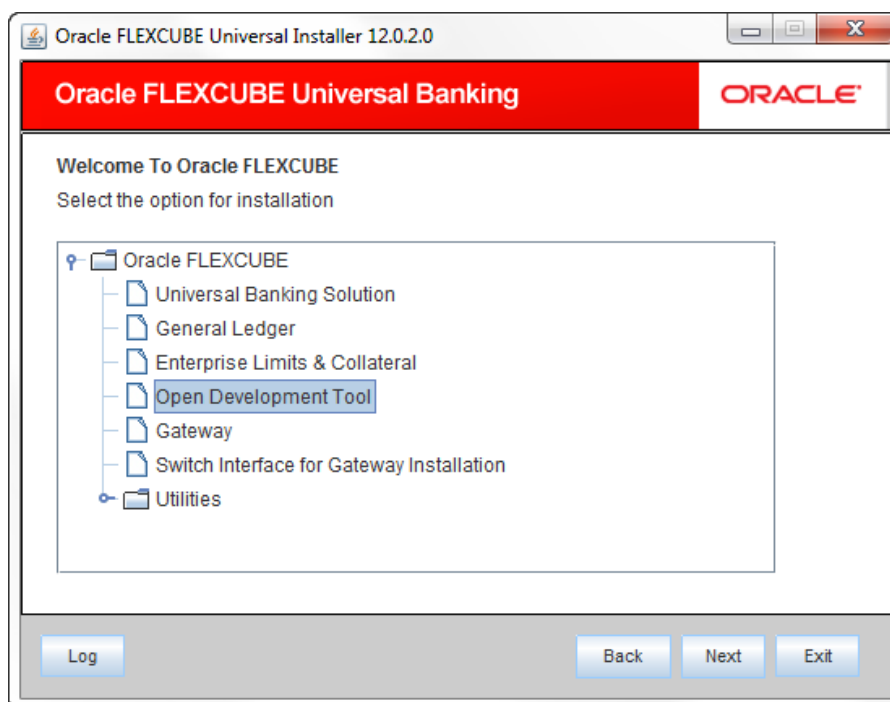 Oracle FLEXCUBE Universal Installer 12.0.2.0
Oracle FLEXCUBE Universal Banking
ORACLE
Welcome To Oracle FLEXCUBE
Select the option for installation
Oracle FLEXCUBE
Universal Banking Solution
General Ledger
Enterprise Limits & Collateral
Open Development Tool
Gateway
Switch Interface for Gateway Installation
Utilities
Log
Back
Next
Exit